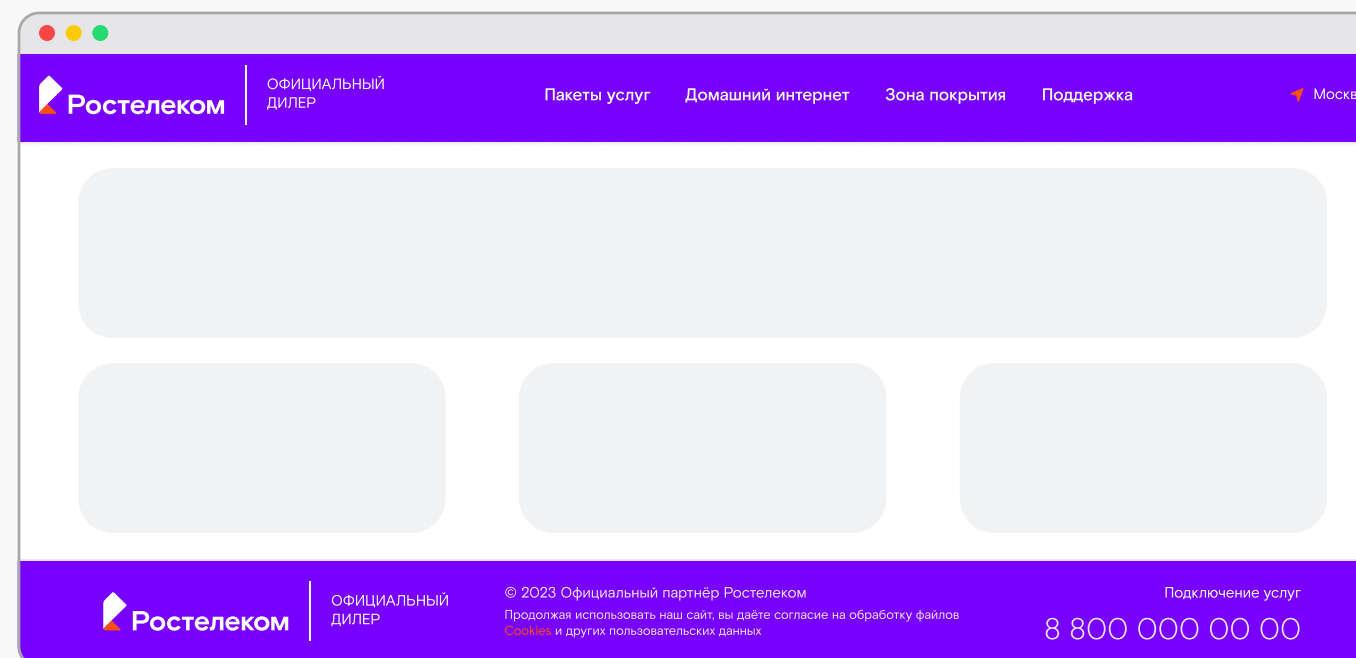 Ростелеком
ОФИЦИАЛЬНЫЙ
ДИЛЕР
Пакеты услуг
Домашний интернет
Зона покрытия
Поддержка
Москв
Ростелеком
ОФИЦИАЛЬНЫЙ
ДИЛЕР
© 2023 Официальный партнёр Ростелеком
Продолжая использовать наш сайт, вы даёте согласие на обработку файлов
Cookies и других пользовательских данных
Подключение услуг
8 800 000 00 00